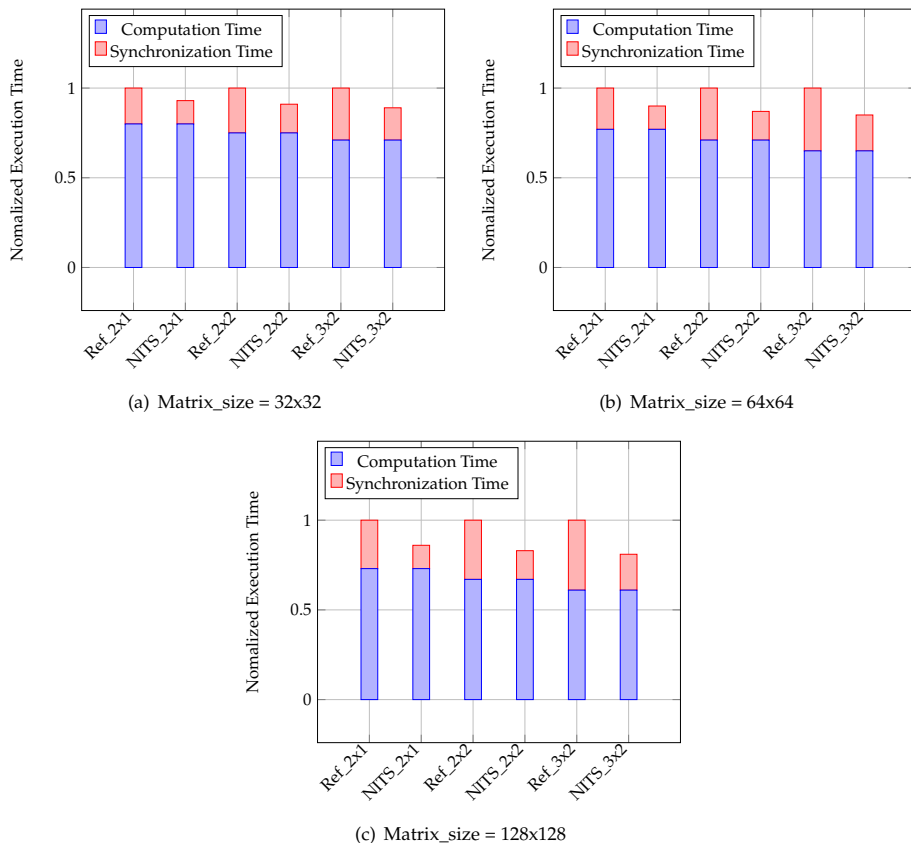 Computation Time
Synchronization Time
Nomalized Execution Time
1
0.5
0
Ref_2x1
NITS_2x1
Ref_2x2
NITS_2x2
Ref_3x2
NITS_3x2
(a) Matrix_size = 32x32
Computation Time
Synchronization Time
Nomalized Execution Time
1
0.5
0
Ref_2x1
NITS_2x1
Ref_2x2
NITS_2x2
Ref_3x2
NITS_3x2
(b) Matrix_size = 64x64
Computation Time
Synchronization Time
Nomalized Execution Time
1
0.5
0
Ref_2x1
NITS_2x1
Ref_2x2
NITS_2x2
Ref_3x2
NITS_3x2
(c) Matrix_size = 128x128